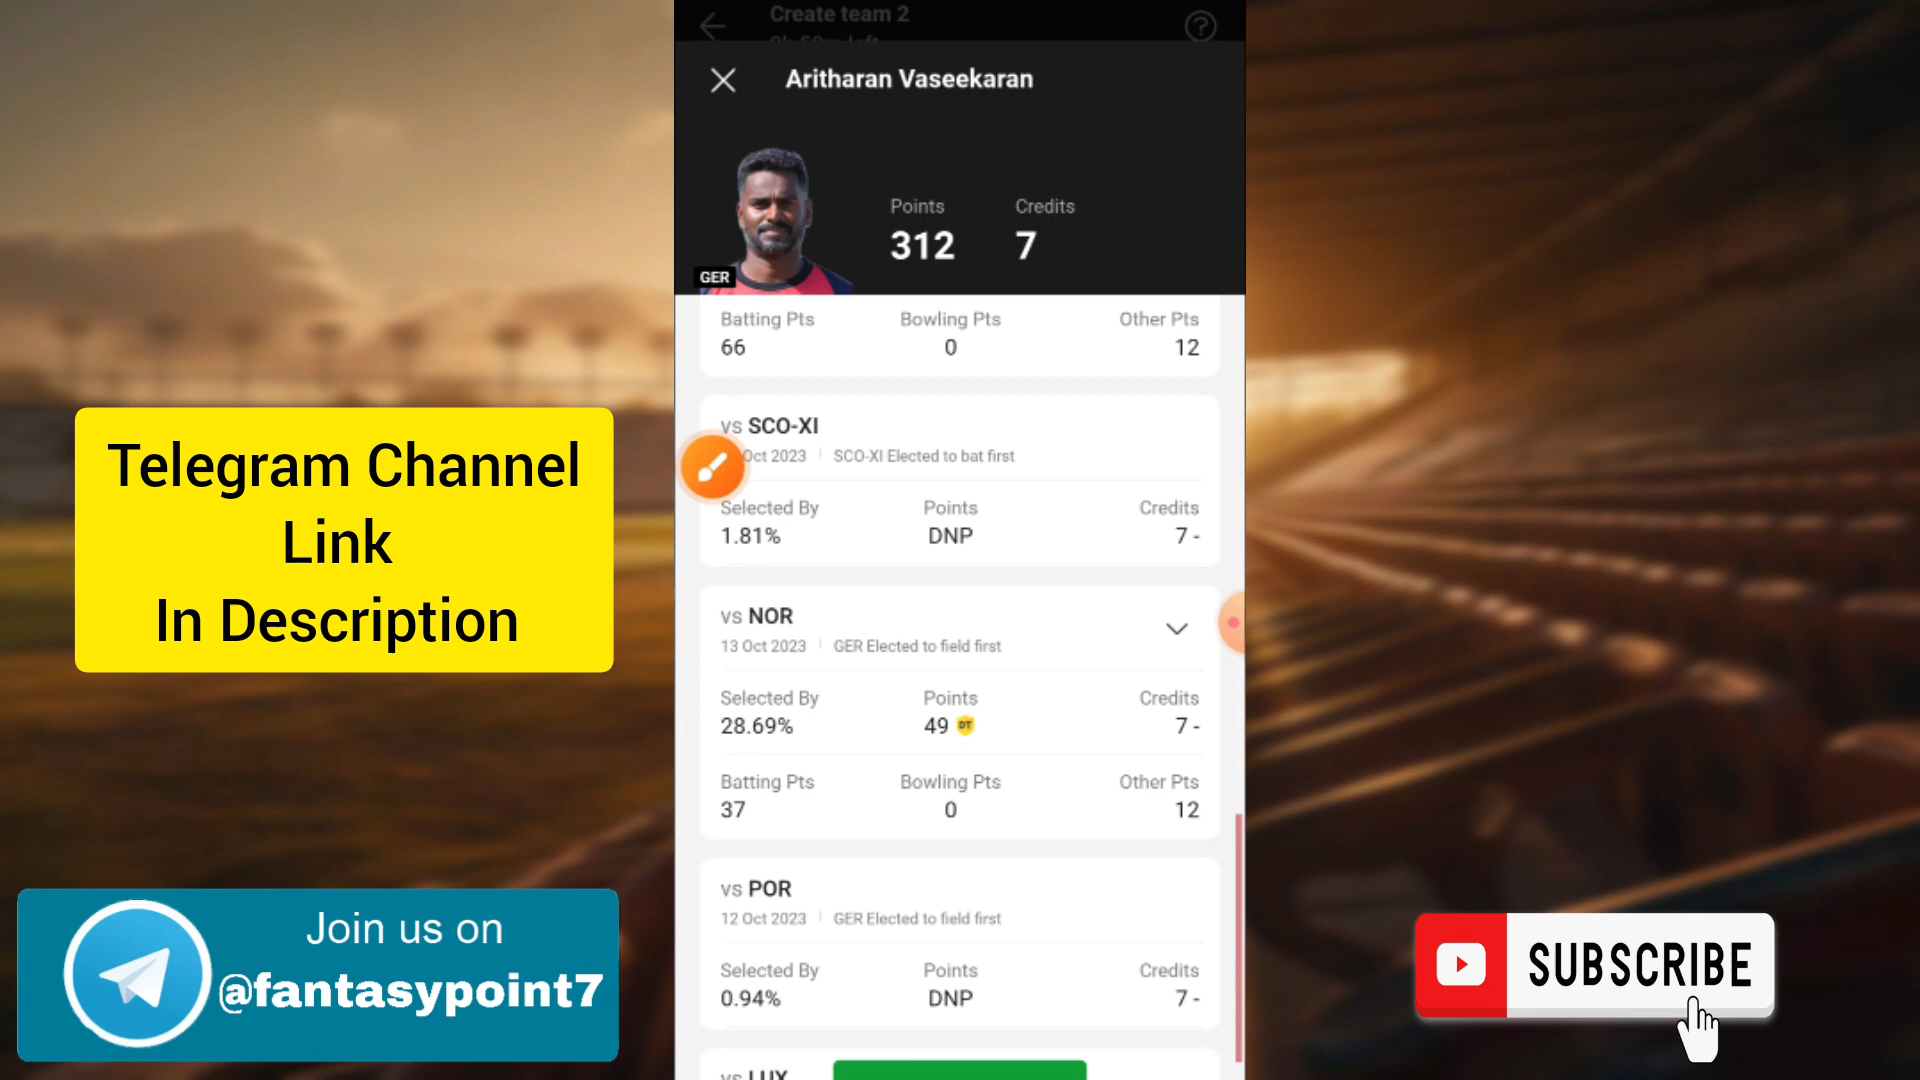 Create team 2
Aritharan Vaseekaran
Points
Credits
312
7
GER
Batting Pts
Bowling Pts
Other Pts
66
0
12
vs SCO-XI
Oct 2023
SCO-XI Elected to bat first
Selected By
Points
Credits
1.81%
DNP
7 -
vs NOR
13 Oct 2023
GER Elected to field first
Selected By
Points
Credits
28.69%
49 DT
7 -
Batting Pts
Bowling Pts
Other Pts
37
0
12
vs POR
12 Oct 2023
GER Elected to field first
Selected By
Points
Credits
0.94%
DNP
7 -
vs LUX
Telegram Channel
Link
In Description
Join us on
@fantasypoint7
SUBSCRIBE